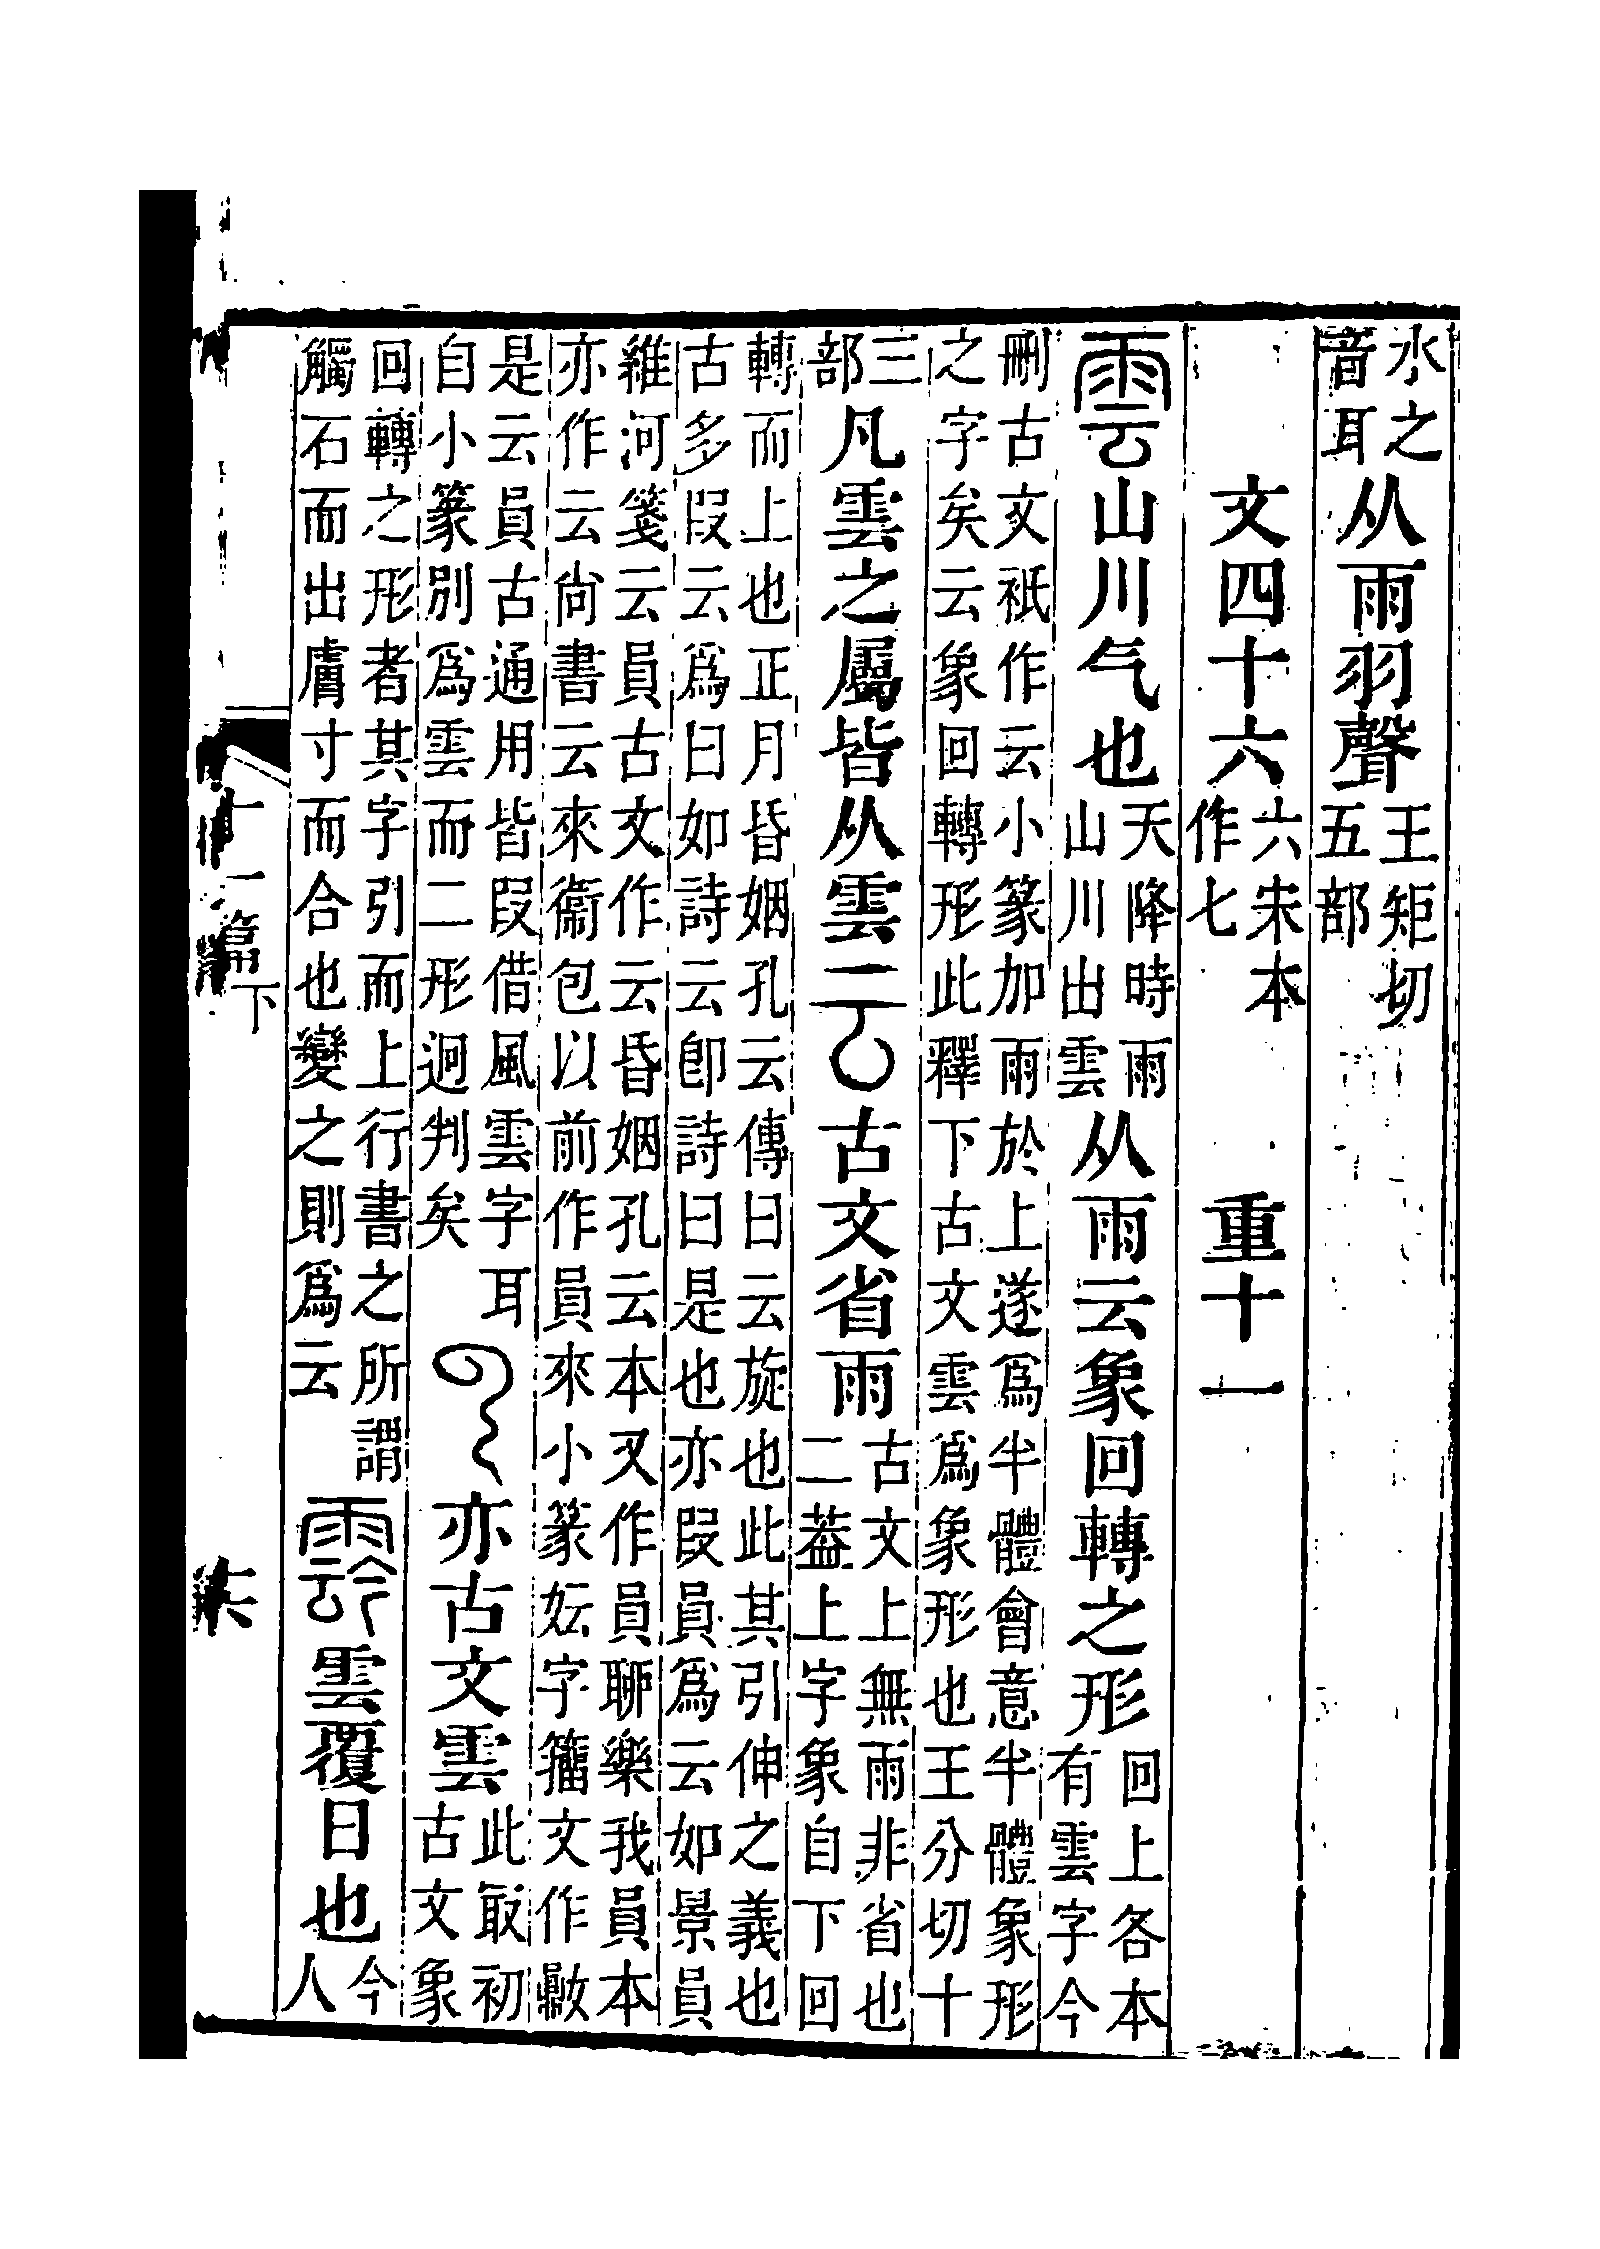 水之音耳从雨羽聲王矩切五部
文四十六六宋本作七　重十一
雲山川气也天降時雨山川出雲从雨云象回轉之形回上各本有雲字今
刪古文祇作云小篆加雨於上遂爲半體會意半體象形之字矣云象回轉形此釋下古文雲爲象形也王分切十
三部凡雲之屬皆从雲云古文省雨古文上無雨非省也二葢上字象自下回
轉而上也正月昏姻孔云傳曰云旋也此其引伸之義也古多叚云爲曰如詩云卽詩曰是也亦叚員爲云如景員
維河箋云員古文作云昏姻孔云本又作員聊樂我員本亦作云尙書云來衞包以前作員來小篆妘字籒文作
是云員古通用皆叚借風雲字耳自小篆別爲雲而二形迥判矣亦古文雲此㝡初古文象
回轉之形者其字引而上行書之所謂觸石而出膚寸而合也變之則爲云霒雲覆日也今人
十一篇下
十六